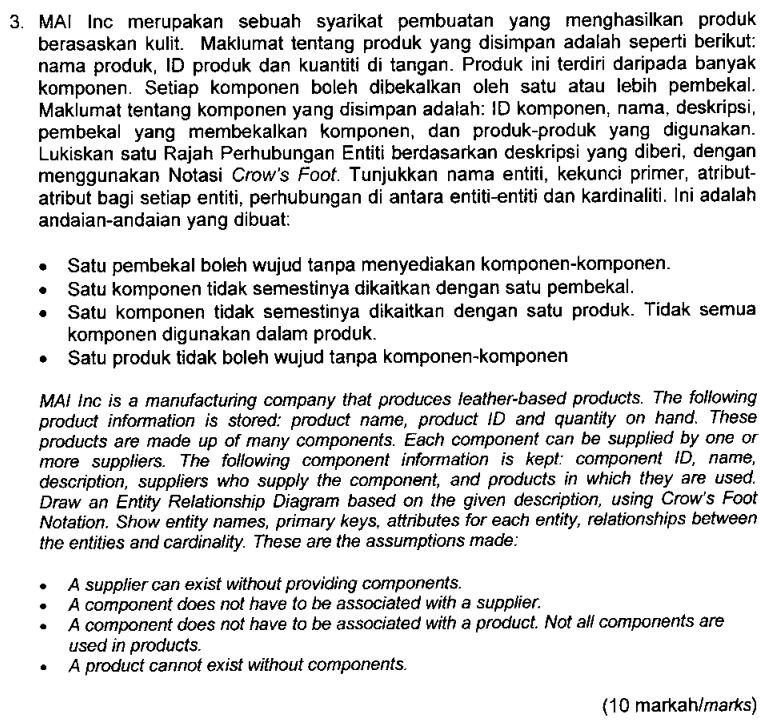 3. MAI Inc merupakan sebuah syarikat pembuatan yang menghasilkan produk
berasaskan kulit. Maklumat tentang produk yang disimpan adalah seperti berikut:
nama produk, ID produk dan kuantiti di tangan. Produk ini terdiri daripada banyak
komponen. Setiap komponen boleh dibekalkan oleh satu atau lebih pembekal.
Maklumat tentang komponen yang disimpan adalah: ID komponen, nama, deskripsi,
pembekal yang membekalkan komponen, dan produk-produk yang digunakan.
Lukiskan satu Rajah Perhubungan Entiti berdasarkan deskripsi yang diberi, dengan
menggunakan Notasi Crow's Foot. Tunjukkan nama entiti, kekunci primer, atribut-
atribut bagi setiap entiti, perhubungan di antara entiti-entiti dan kardinaliti. Ini adalah
andaian-andaian yang dibuat:
• Satu pembekal boleh wujud tanpa menyediakan komponen-komponen.
• Satu komponen tidak semestinya dikaitkan dengan satu pembekal.
• Satu komponen tidak semestinya dikaitkan dengan satu produk. Tidak semua
komponen digunakan dalam produk.
• Satu produk tidak boleh wujud tanpa komponen-komponen
MAI Inc is a manufacturing company that produces leather-based products. The following
product information is stored: product name, product ID and quantity on hand. These
products are made up of many components. Each component can be supplied by one or
more suppliers. The following component information is kept: component ID, name,
description, suppliers who supply the component, and products in which they are used.
Draw an Entity Relationship Diagram based on the given description, using Crow's Foot
Notation. Show entity names, primary keys, attributes for each entity, relationships between
the entities and cardinality. These are the assumptions made:
• A supplier can exist without providing components.
• A component does not have to be associated with a supplier.
• A component does not have to be associated with a product. Not all components are
used in products.
• A product cannot exist without components.
(10 markah/marks)